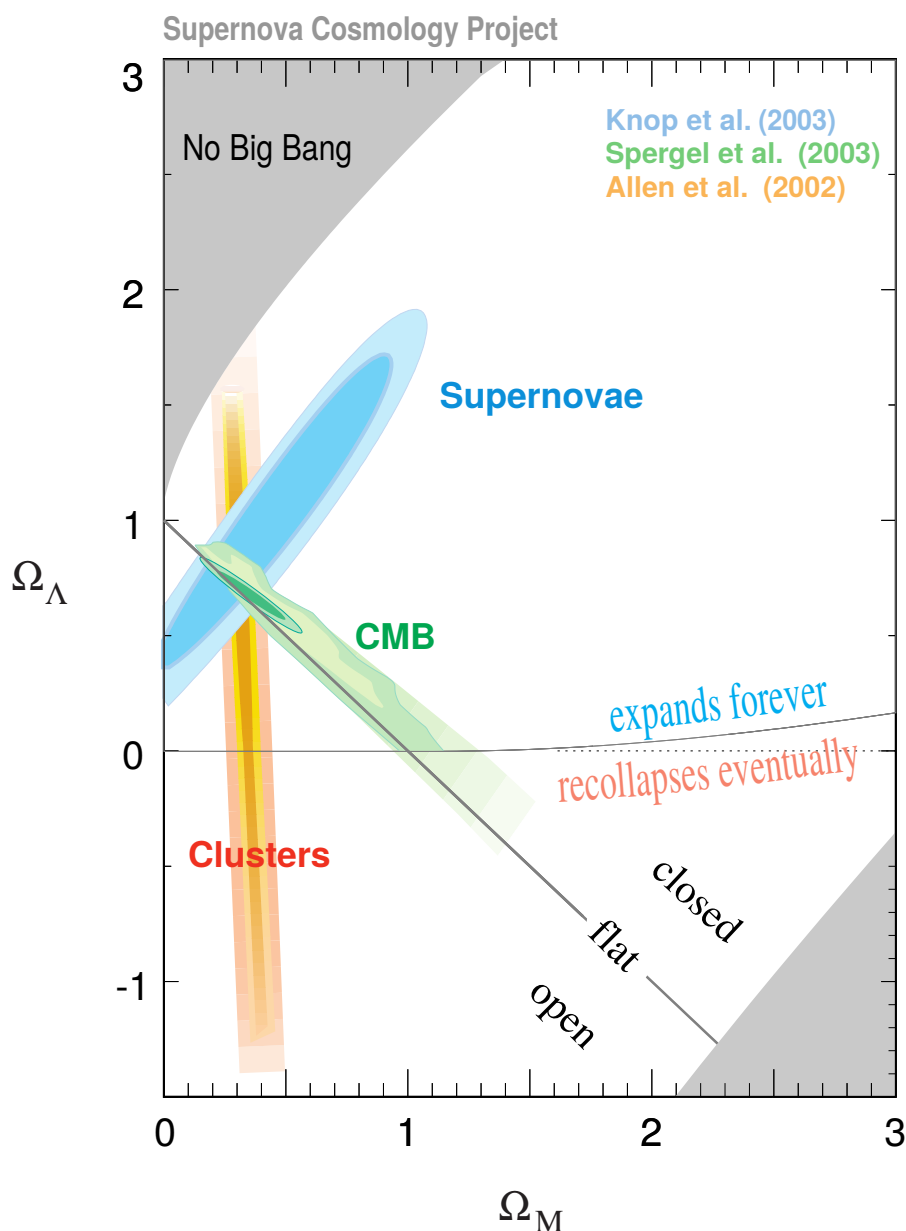 Supernova Cosmology Project
3
No Big Bang
Knop et al. (2003)
Spergel et al. (2003)
Allen et al. (2002)
2
Supernovae
1
Ω_Λ
CMB
expands forever
0
recollapses eventually
Clusters
closed
flat
-1
open
0 1 2 3
Ω_M